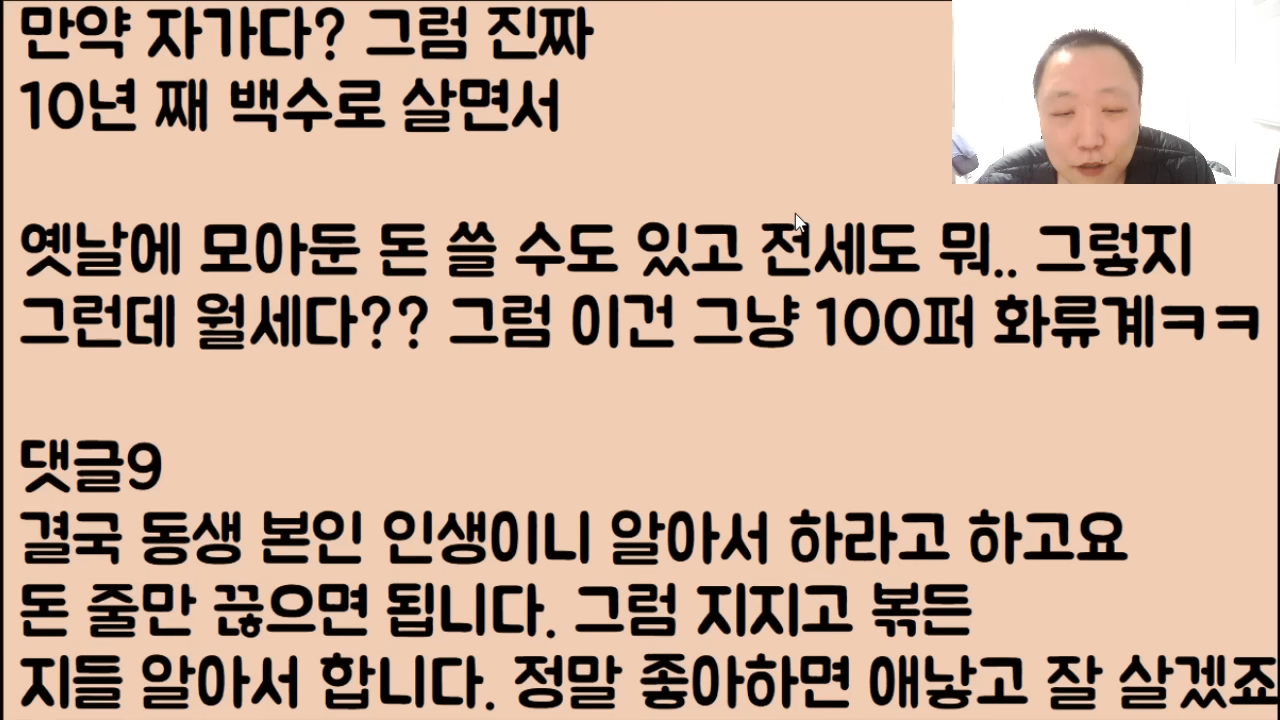 만약 자가다? 그럼 진짜
10년 째 백수로 살면서
옛날에 모아둔 돈 쓸 수도 있고 전세도 뭐.. 그렇지
그런데 월세다?? 그럼 이건 그냥 100퍼 화류계ㅋㅋ
댓글9
결국 동생 본인 인생이니 알아서 하라고 하고요
돈 줄만 끊으면 됩니다. 그럼 지지고 볶든
지들 알아서 합니다. 정말 좋아하면 애낳고 잘 살겠죠